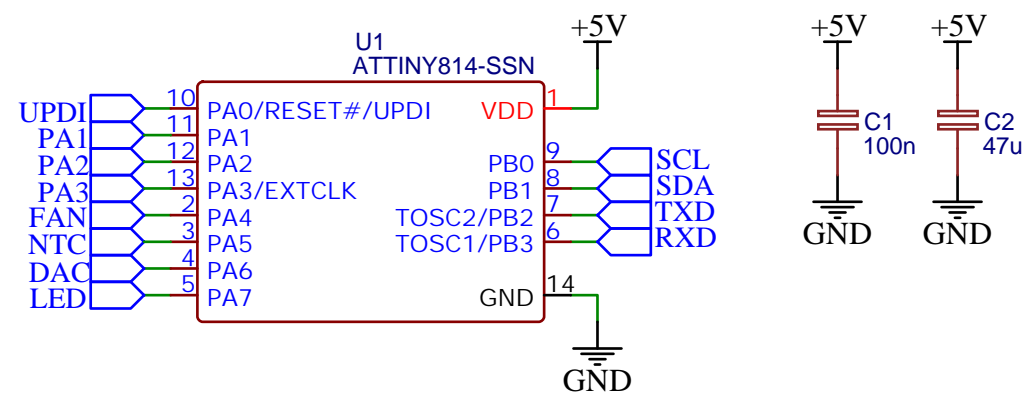 U1
ATTINY814-SSN
+5V
+5V
+5V
UPDI 10 PA0/RESET#/UPDI VDD 1
PA1 11 PA1
PA2 12 PA2 PB0 9 SCL
PA3 13 PA3/EXTCLK PB1 8 SDA
FAN 2 PA4 TOSC2/PB2 7 TXD
NTC 3 PA5 TOSC1/PB3 6 RXD
DAC 4 PA6
LED 5 PA7 GND 14
GND
C1
100n
GND
C2
47u
GND